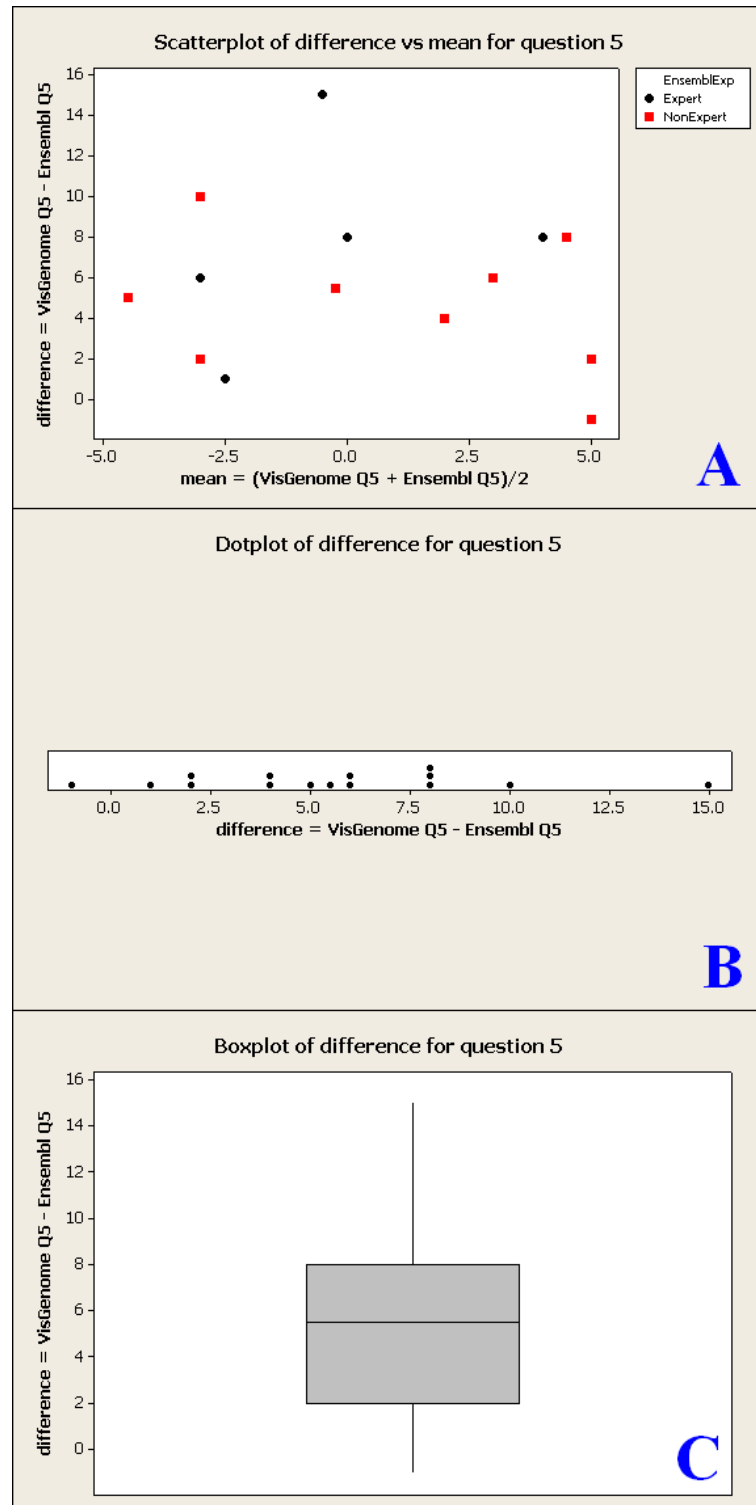 Scatterplot of difference vs mean for question 5
EnsemblExp
Expert
NonExpert
difference = VisGenome Q5 - Ensembl Q5
16
14
12
10
8
6
4
2
0
-5.0 -2.5 0.0 2.5 5.0
mean = (VisGenome Q5 + Ensembl Q5)/2
A
Dotplot of difference for question 5
0.0 2.5 5.0 7.5 10.0 12.5 15.0
difference = VisGenome Q5 - Ensembl Q5
B
Boxplot of difference for question 5
difference = VisGenome Q5 - Ensembl Q5
16
14
12
10
8
6
4
2
0
C